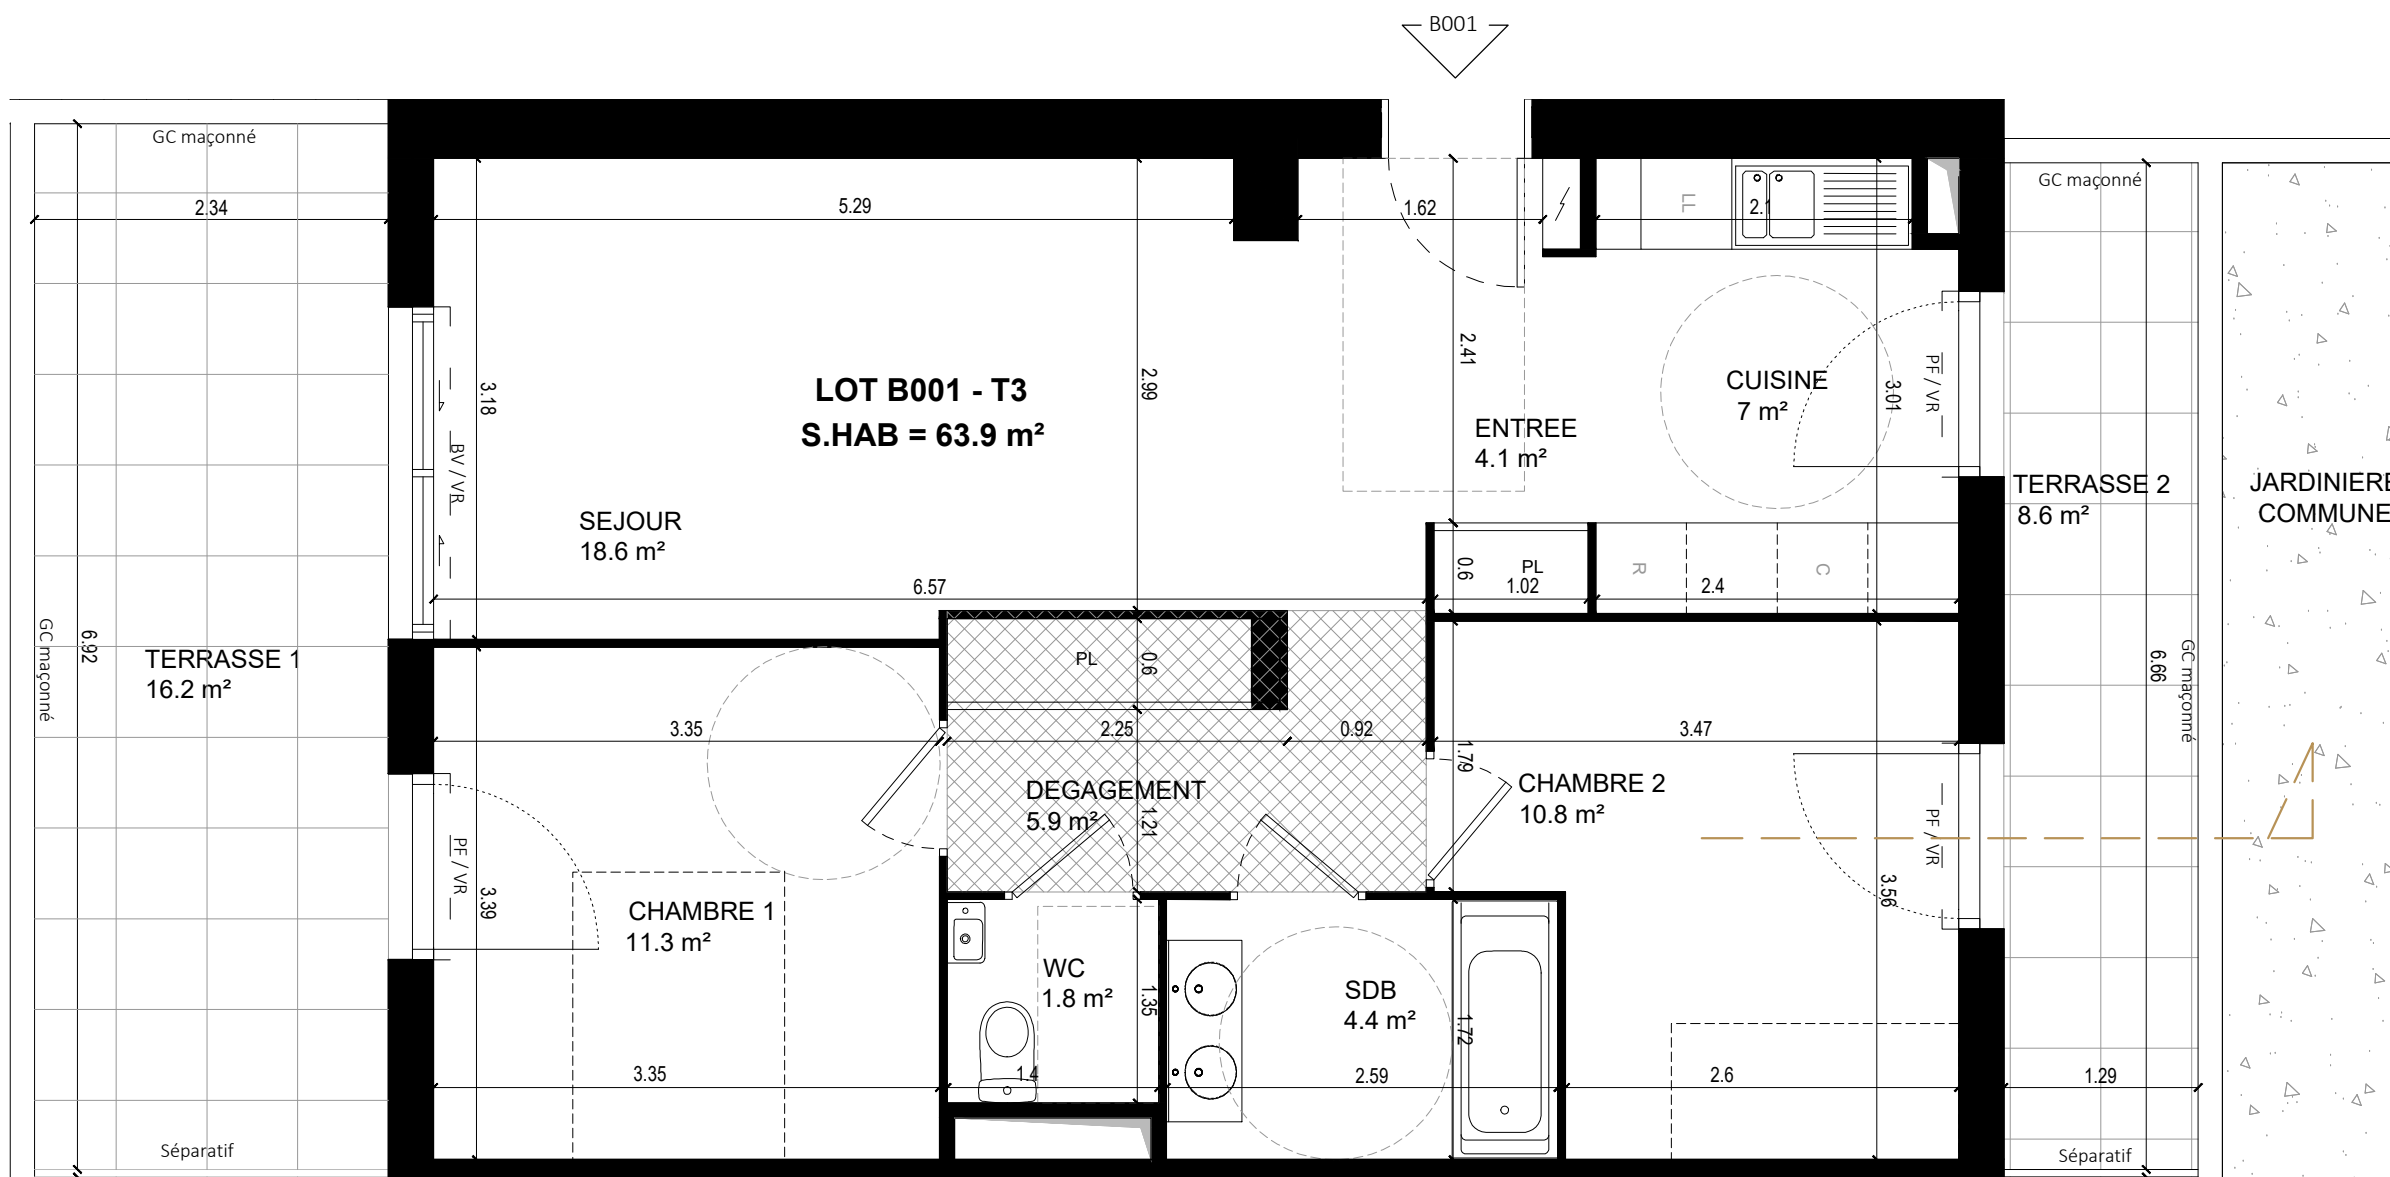 B001
GC maçonné
GC maçonné
2.34
5.29
1.62
LL
2.1
2.41
2.99
3.18
3.01
LOT B001 - T3
S.HAB = 63.9 m²
CUISINE
7 m²
PF / VR
ENTREE
4.1 m²
BV / VR
SEJOUR
18.6 m²
TERRASSE 2
8.6 m²
JARDINIERE
COMMUNE
6.57
0.6
PL
1.02
R
2.4
C
GC maçonné
6.92
TERRASSE 1
16.2 m²
PL
0.6
6.66
GC maçonné
3.35
2.25
0.92
1.79
3.47
DEGAGEMENT
5.9 m²
1.21
CHAMBRE 2
10.8 m²
PF / VR
PF / VR
3.39
3.56
CHAMBRE 1
11.3 m²
WC
1.8 m²
1.35
SDB
4.4 m²
1.72
3.35
1.4
2.59
2.6
1.29
Séparatif
Séparatif